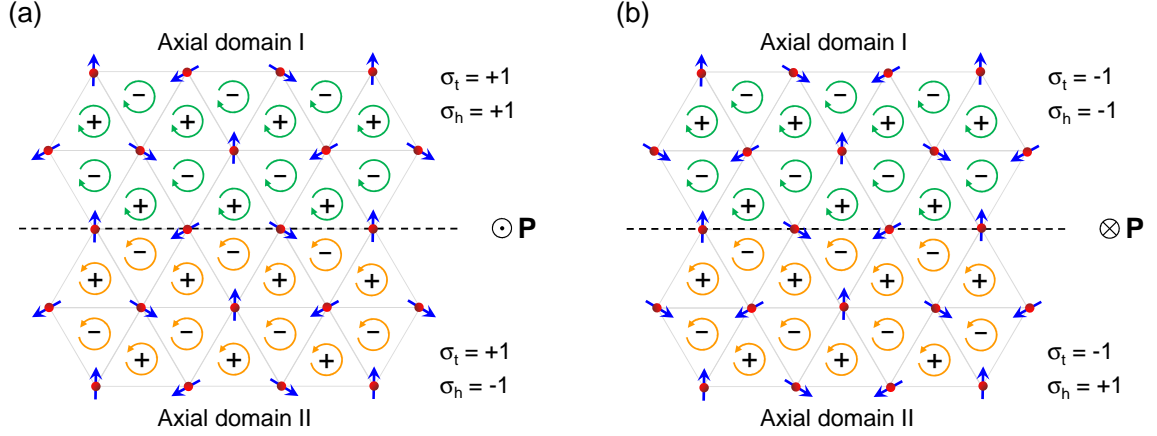 (a)
Axial domain I
σt = +1
σh = +1
− − −
+ + + +
− − − −
+ + +
⊙ P
− − −
+ + + +
− − − −
+ + +
σt = +1
σh = -1
Axial domain II
(b)
Axial domain I
σt = -1
σh = -1
− − −
+ + + +
− − − −
+ + +
⊗ P
− − −
+ + + +
− − − −
+ + +
σt = -1
σh = +1
Axial domain II